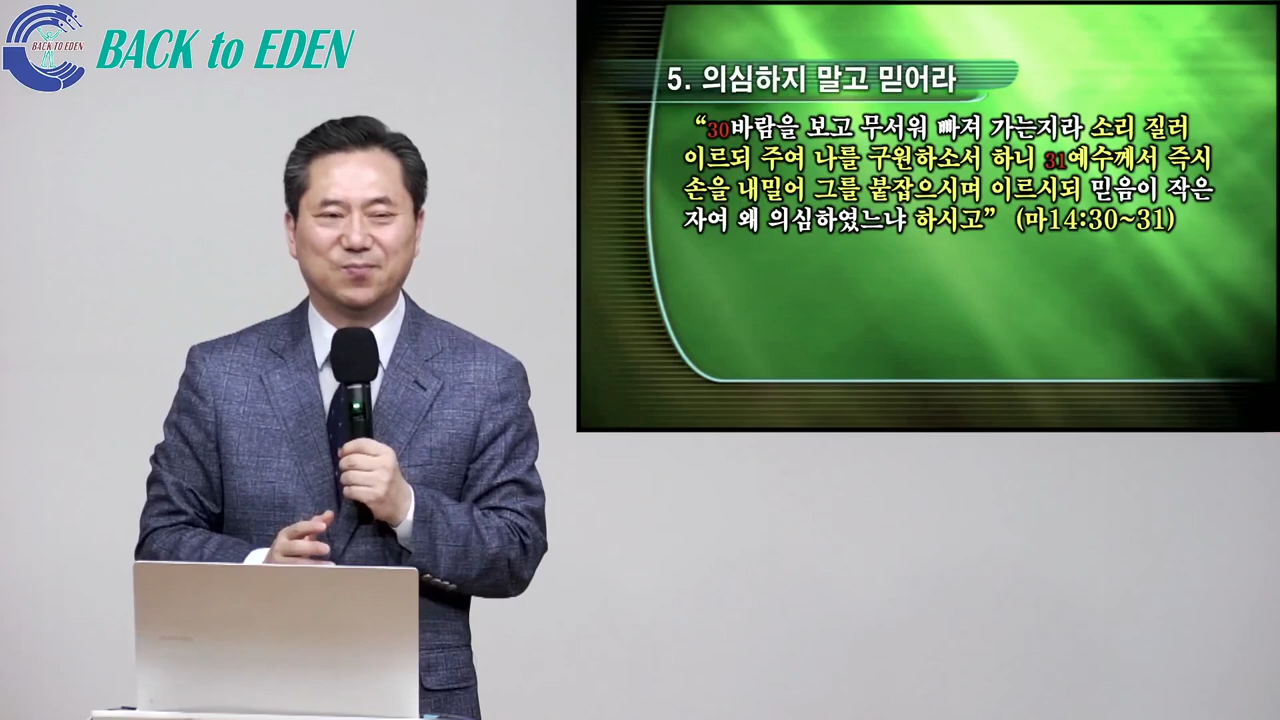 BACK TO EDEN
BACK to EDEN
5. 의심하지 말고 믿어라
“30바람을 보고 무서워 빠져 가는지라 소리 질러
이르되 주여 나를 구원하소서 하니 31예수께서 즉시
손을 내밀어 그를 붙잡으시며 이르시되 믿음이 작은
자여 왜 의심하였느냐 하시고” (마14:30~31)